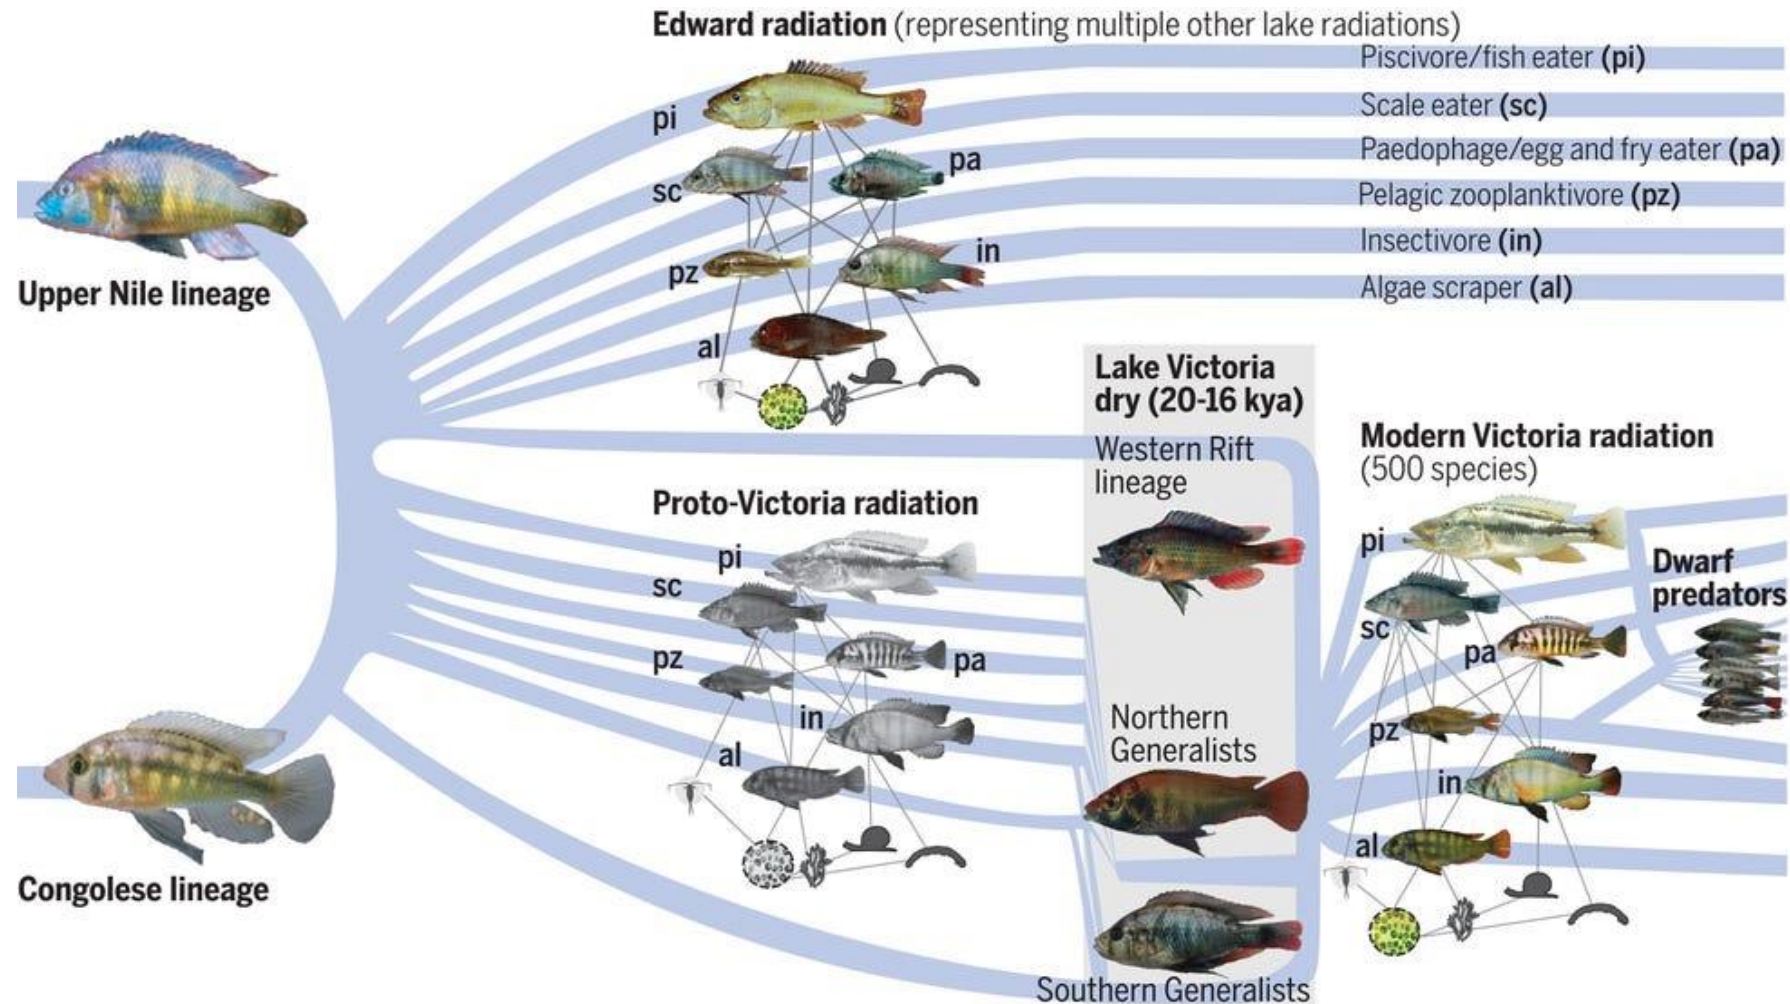 Edward radiation (representing multiple other lake radiations)
Piscivore/fish eater (pi)
Scale eater (sc)
Paedophage/egg and fry eater (pa)
Pelagic zooplanktivore (pz)
Insectivore (in)
Algae scraper (al)
pi
sc
pa
pz
in
al
Upper Nile lineage
Congolese lineage
Proto-Victoria radiation
pi
sc
pz
pa
in
al
Lake Victoria
dry (20-16 kya)
Western Rift
lineage
Northern
Generalists
Southern Generalists
Modern Victoria radiation
(500 species)
pi
sc
pa
pz
in
al
Dwarf
predators